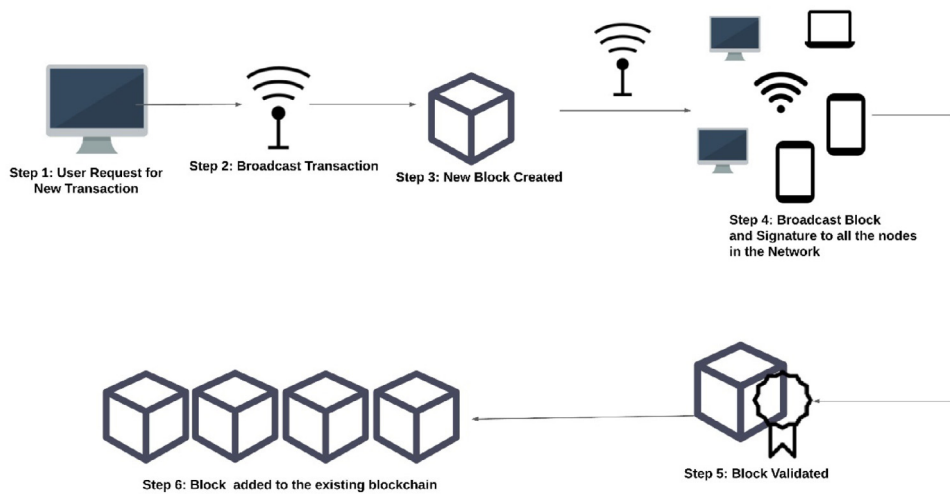 Step 1: User Request for
New Transaction
Step 2: Broadcast Transaction
Step 3: New Block Created
Step 4: Broadcast Block
and Signature to all the nodes
in the Network
Step 5: Block Validated
Step 6: Block added to the existing blockchain